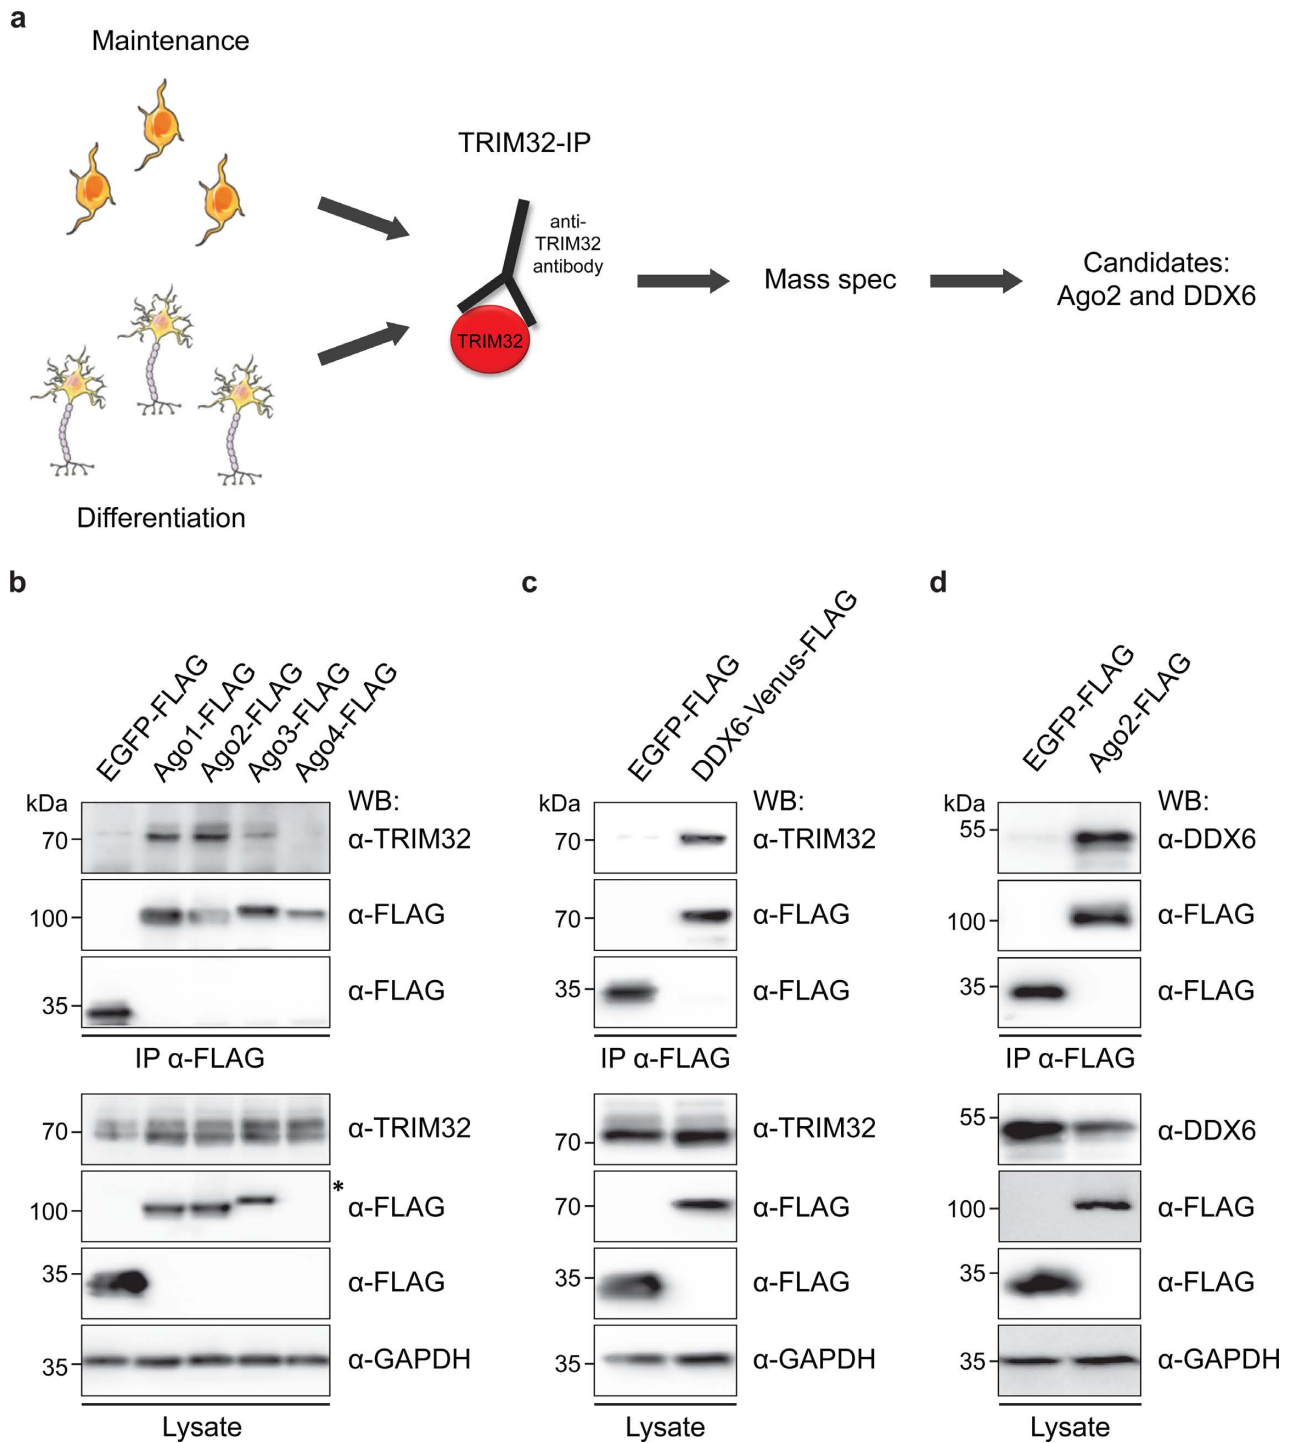 a
Maintenance
TRIM32-IP
anti-
TRIM32
antibody
TRIM32
Mass spec
Candidates:
Ago2 and DDX6
Differentiation
b
EGFP-FLAG
Ago1-FLAG
Ago2-FLAG
Ago3-FLAG
Ago4-FLAG
kDa
WB:
70
α-TRIM32
100
α-FLAG
35
α-FLAG
IP α-FLAG
70
α-TRIM32
*
100
α-FLAG
35
α-FLAG
35
α-GAPDH
Lysate
c
EGFP-FLAG
DDX6-Venus-FLAG
kDa
WB:
70
α-TRIM32
70
α-FLAG
35
α-FLAG
IP α-FLAG
70
α-TRIM32
70
α-FLAG
35
α-FLAG
35
α-GAPDH
Lysate
d
EGFP-FLAG
Ago2-FLAG
kDa
WB:
55
α-DDX6
100
α-FLAG
35
α-FLAG
IP α-FLAG
55
α-DDX6
100
α-FLAG
35
α-FLAG
35
α-GAPDH
Lysate